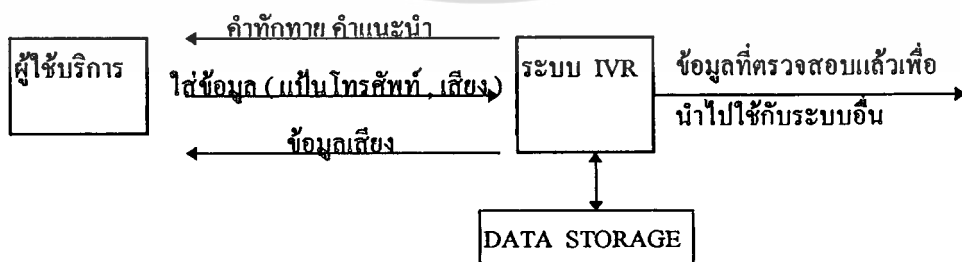 คำทักทาย คำแนะนำ
ผู้ใช้บริการ
ใส่ข้อมูล ( แป้นโทรศัพท์ , เสียง )
ข้อมูลเสียง
ระบบ IVR
ข้อมูลที่ตรวจสอบแล้วเพื่อ
นำไปใช้กับระบบอื่น
DATA STORAGE